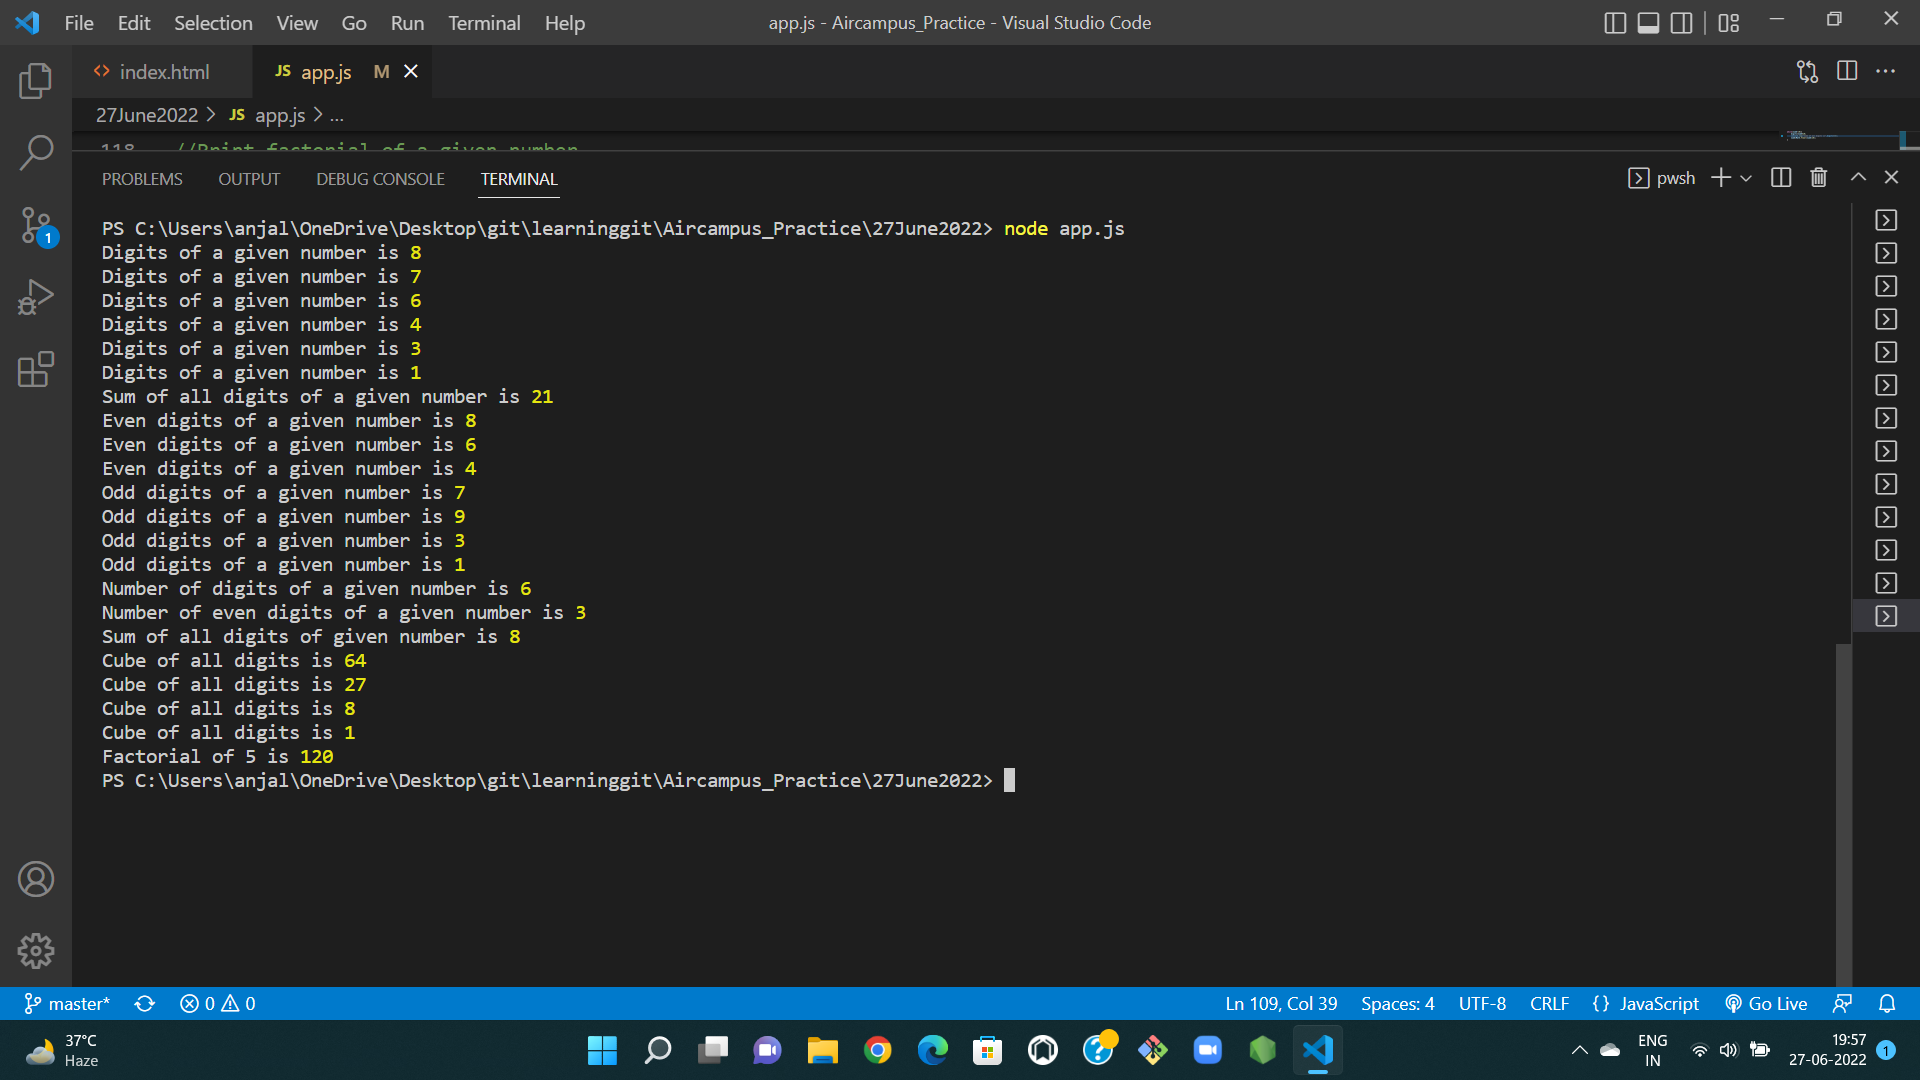 File Edit Selection View Go Run Terminal Help
app.js - Aircampus_Practice - Visual Studio Code
index.html
JS app.js M
27June2022 > JS app.js > ...
118 //Print factorial of a given number
PROBLEMS OUTPUT DEBUG CONSOLE TERMINAL
pwsh
PS C:\Users\anjal\OneDrive\Desktop\git\learninggit\Aircampus_Practice\27June2022> node app.js
Digits of a given number is 8
Digits of a given number is 7
Digits of a given number is 6
Digits of a given number is 4
Digits of a given number is 3
Digits of a given number is 1
Sum of all digits of a given number is 21
Even digits of a given number is 8
Even digits of a given number is 6
Even digits of a given number is 4
Odd digits of a given number is 7
Odd digits of a given number is 9
Odd digits of a given number is 3
Odd digits of a given number is 1
Number of digits of a given number is 6
Number of even digits of a given number is 3
Sum of all digits of given number is 8
Cube of all digits is 64
Cube of all digits is 27
Cube of all digits is 8
Cube of all digits is 1
Factorial of 5 is 120
PS C:\Users\anjal\OneDrive\Desktop\git\learninggit\Aircampus_Practice\27June2022>
1
master* 0 0
Ln 109, Col 39 Spaces: 4 UTF-8 CRLF {} JavaScript Go Live
37°C
Haze
ENG
IN
19:57
27-06-2022
1